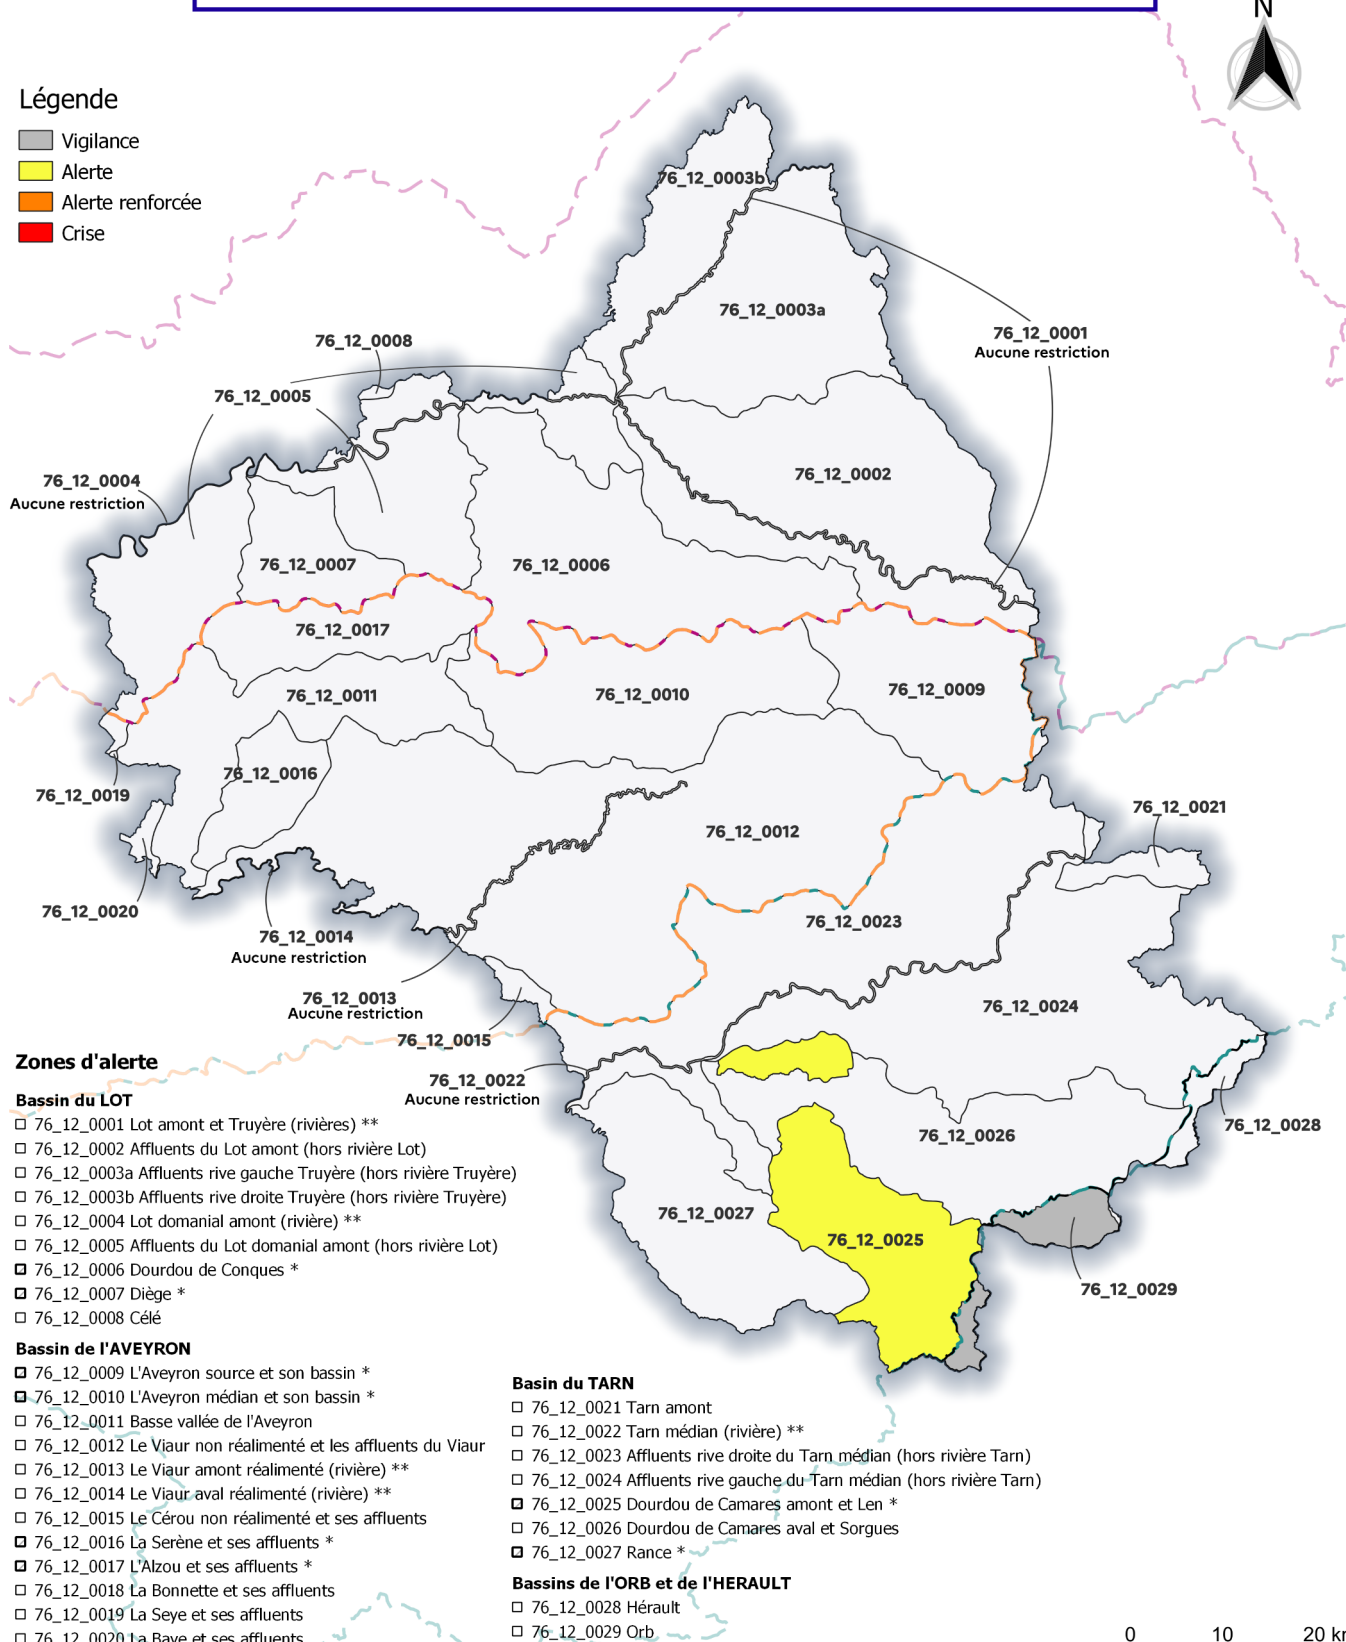 N
Légende
Vigilance
Alerte
Alerte renforcée
Crise
76_12_0003b
76_12_0003a
76_12_0001
Aucune restriction
76_12_0008
76_12_0005
76_12_0004
Aucune restriction
76_12_0002
76_12_0007
76_12_0006
76_12_0017
76_12_0011
76_12_0010
76_12_0009
76_12_0016
76_12_0019
76_12_0012
76_12_0021
76_12_0020
76_12_0023
76_12_0014
Aucune restriction
76_12_0013
Aucune restriction
76_12_0024
76_12_0015
76_12_0022
Aucune restriction
76_12_0026
76_12_0028
76_12_0027
76_12_0025
76_12_0029
Zones d'alerte
Bassin du LOT
76_12_0001 Lot amont et Truyère (rivières) **
76_12_0002 Affluents du Lot amont (hors rivière Lot)
76_12_0003a Affluents rive gauche Truyère (hors rivière Truyère)
76_12_0003b Affluents rive droite Truyère (hors rivière Truyère)
76_12_0004 Lot domanial amont (rivière) **
76_12_0005 Affluents du Lot domanial amont (hors rivière Lot)
76_12_0006 Dourdou de Conques *
76_12_0007 Diège *
76_12_0008 Célé
Bassin de l'AVEYRON
76_12_0009 L'Aveyron source et son bassin *
76_12_0010 L'Aveyron médian et son bassin *
76_12_0011 Basse vallée de l'Aveyron
76_12_0012 Le Viaur non réalimenté et les affluents du Viaur
76_12_0013 Le Viaur amont réalimenté (rivière) **
76_12_0014 Le Viaur aval réalimenté (rivière) **
76_12_0015 Le Cérou non réalimenté et ses affluents
76_12_0016 La Serène et ses affluents *
76_12_0017 L'Alzou et ses affluents *
76_12_0018 La Bonnette et ses affluents
76_12_0019 La Seye et ses affluents
76_12_0020 La Baye et ses affluents
Basin du TARN
76_12_0021 Tarn amont
76_12_0022 Tarn médian (rivière) **
76_12_0023 Affluents rive droite du Tarn médian (hors rivière Tarn)
76_12_0024 Affluents rive gauche du Tarn médian (hors rivière Tarn)
76_12_0025 Dourdou de Camares amont et Len *
76_12_0026 Dourdou de Camares aval et Sorgues
76_12_0027 Rance *
Bassins de l'ORB et de l'HERAULT
76_12_0028 Hérault
76_12_0029 Orb
0 10 20 km